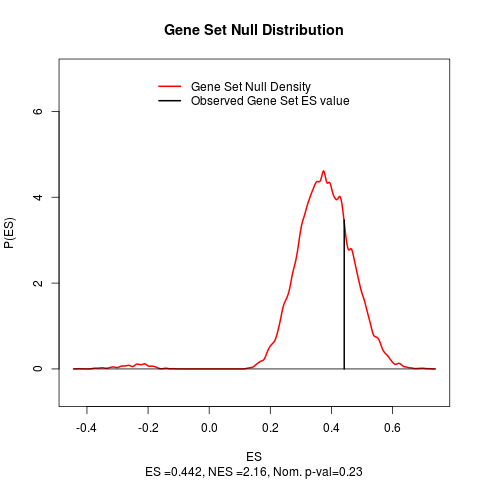 Gene Set Null Distribution
Gene Set Null Density
Observed Gene Set ES value
P(ES)
6
4
2
0
-0.4 -0.2 0.0 0.2 0.4 0.6
ES
ES =0.442, NES =2.16, Nom. p-val=0.23